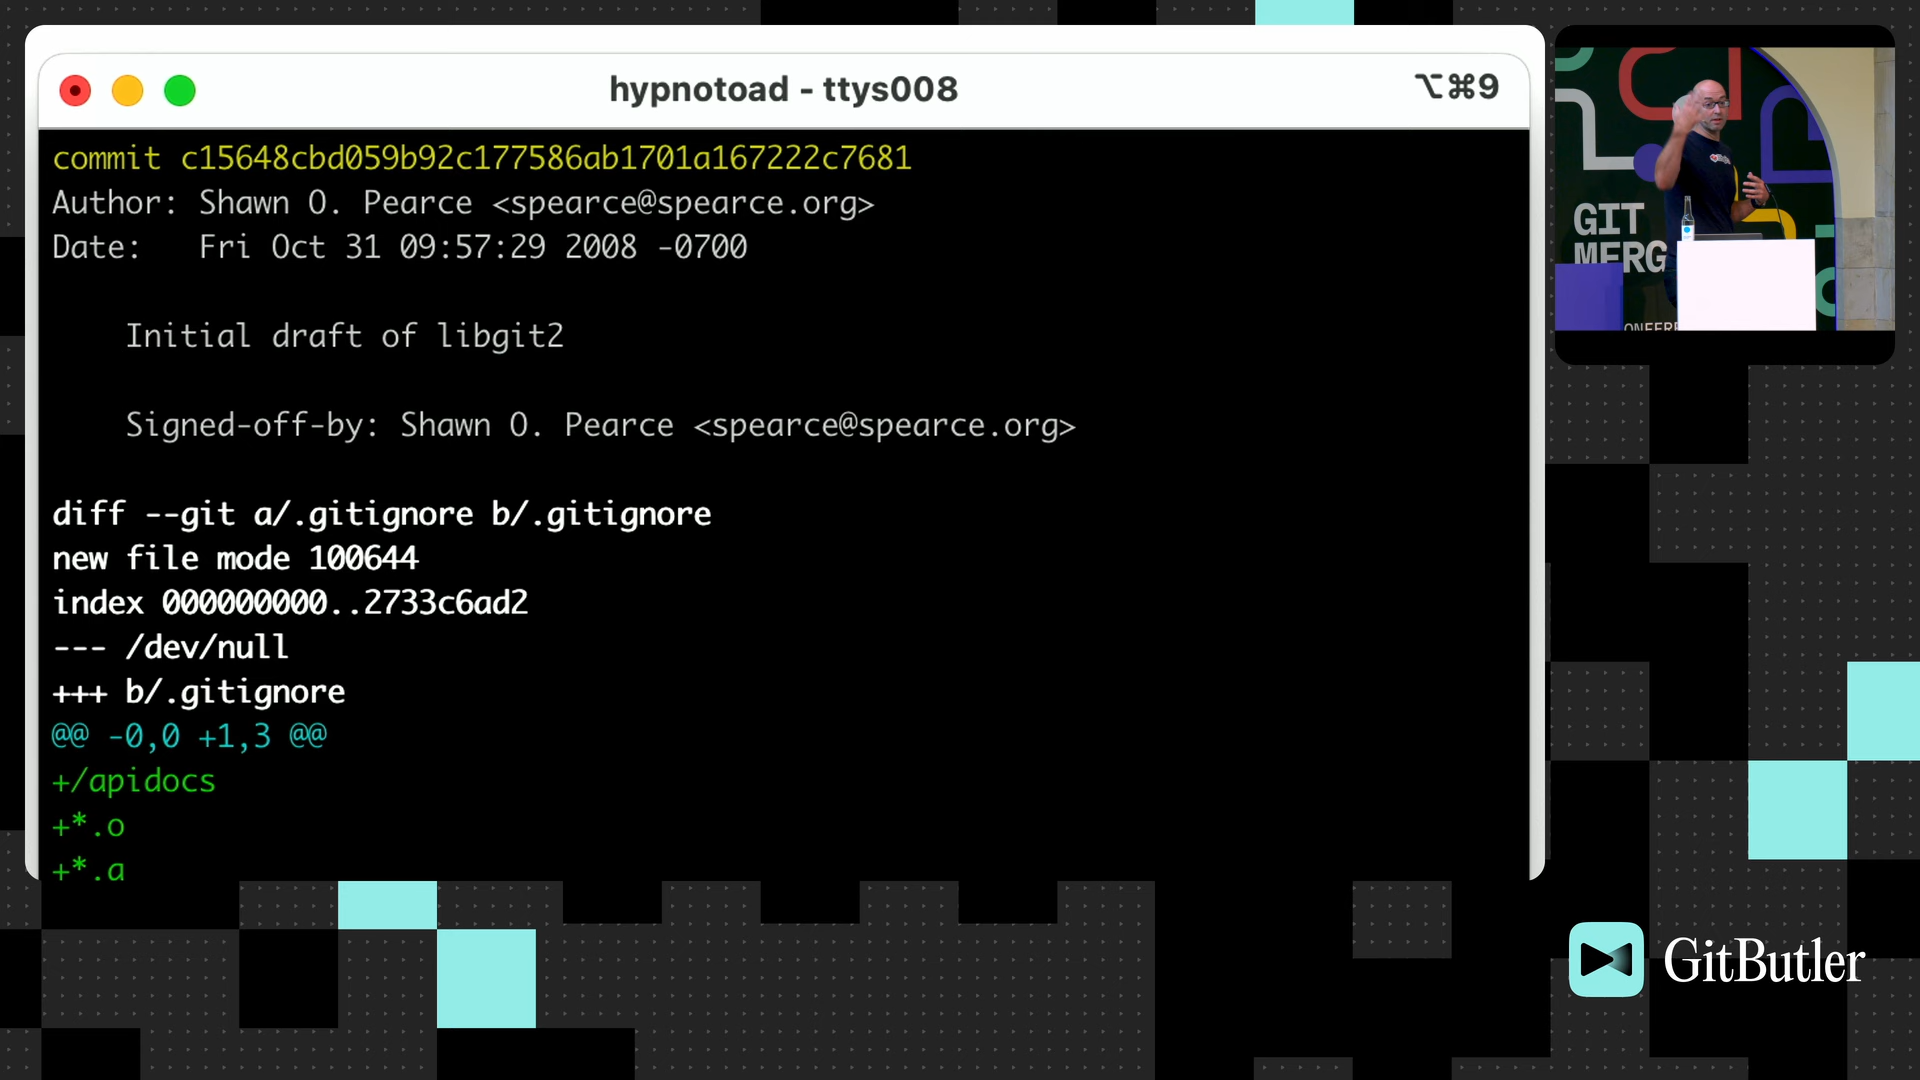 hypnotoad - ttys008
⌥⌘9
commit c15648cbd059b92c177586ab1701a167222c7681
Author: Shawn O. Pearce <spearce@spearce.org>
Date:   Fri Oct 31 09:57:29 2008 -0700
Initial draft of libgit2
Signed-off-by: Shawn O. Pearce <spearce@spearce.org>
diff --git a/.gitignore b/.gitignore
new file mode 100644
index 000000000..2733c6ad2
--- /dev/null
+++ b/.gitignore
@@ -0,0 +1,3 @@
+/apidocs
+*.o
+*.a
GIT
MERG
GitButler